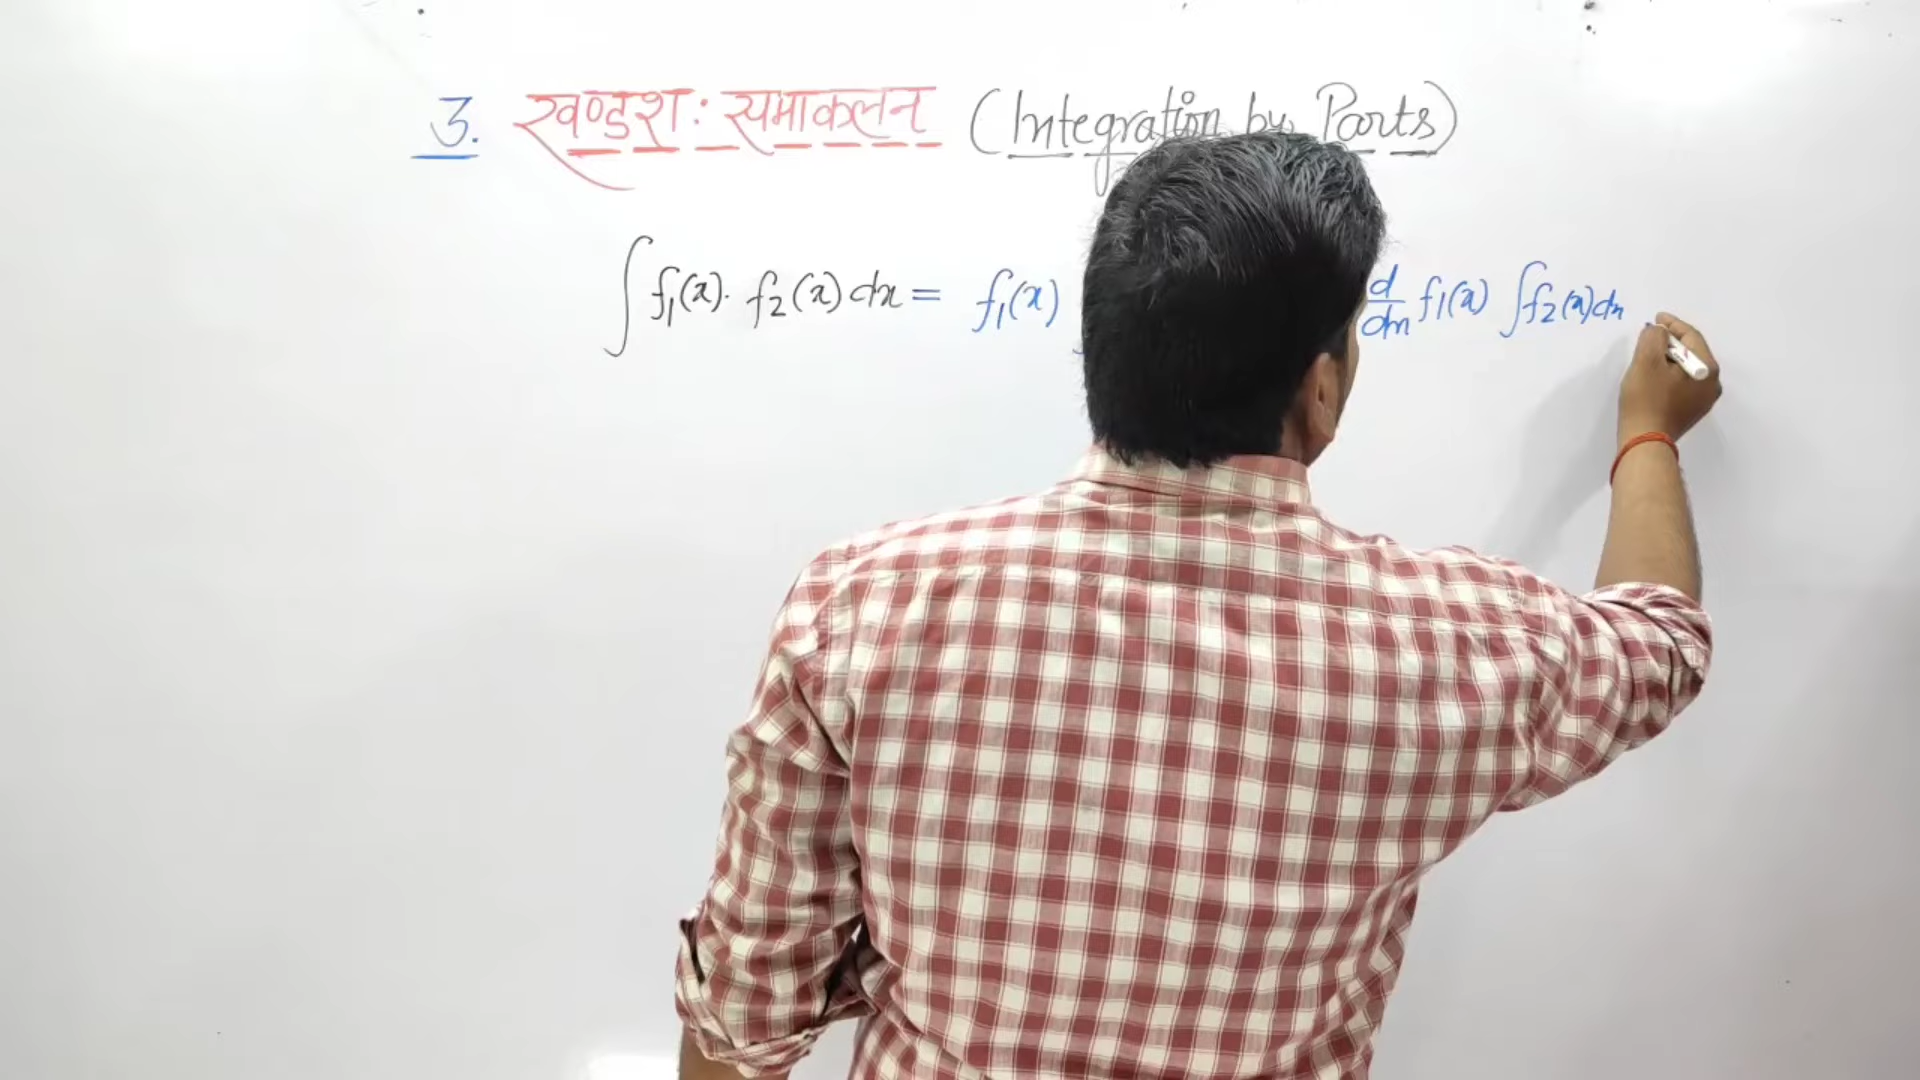 3. खण्डशः समाकलन (Integration by Parts)
∫ f₁(x). f₂(x) dx = f₁(x) d/dx f₁(x) ∫f₂(x)dx